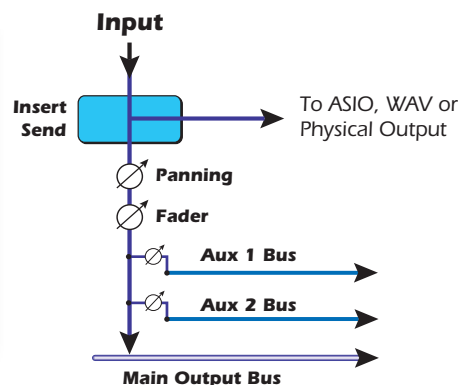 Input
Insert
Send
To ASIO, WAV or
Physical Output
Panning
Fader
Aux 1 Bus
Aux 2 Bus
Main Output Bus